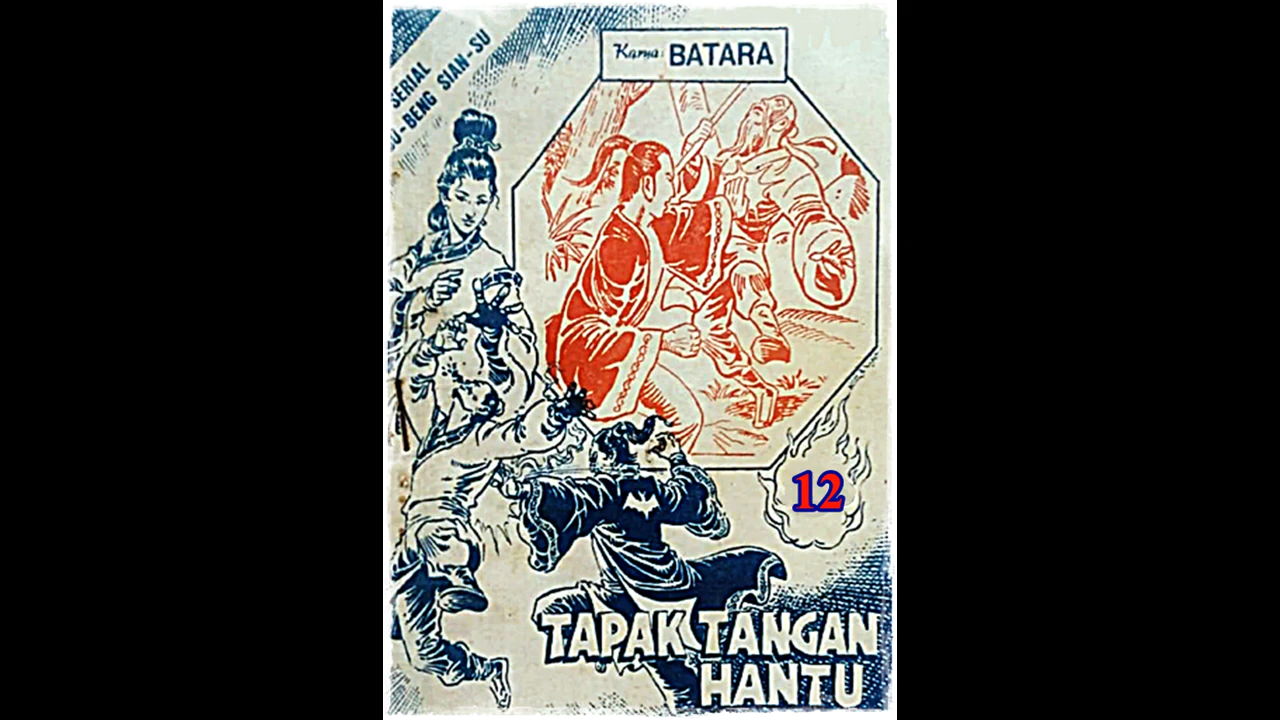 SERIAL
BENG SIAN-SU
Karya: BATARA
12
TAPAK TANGAN
HANTU